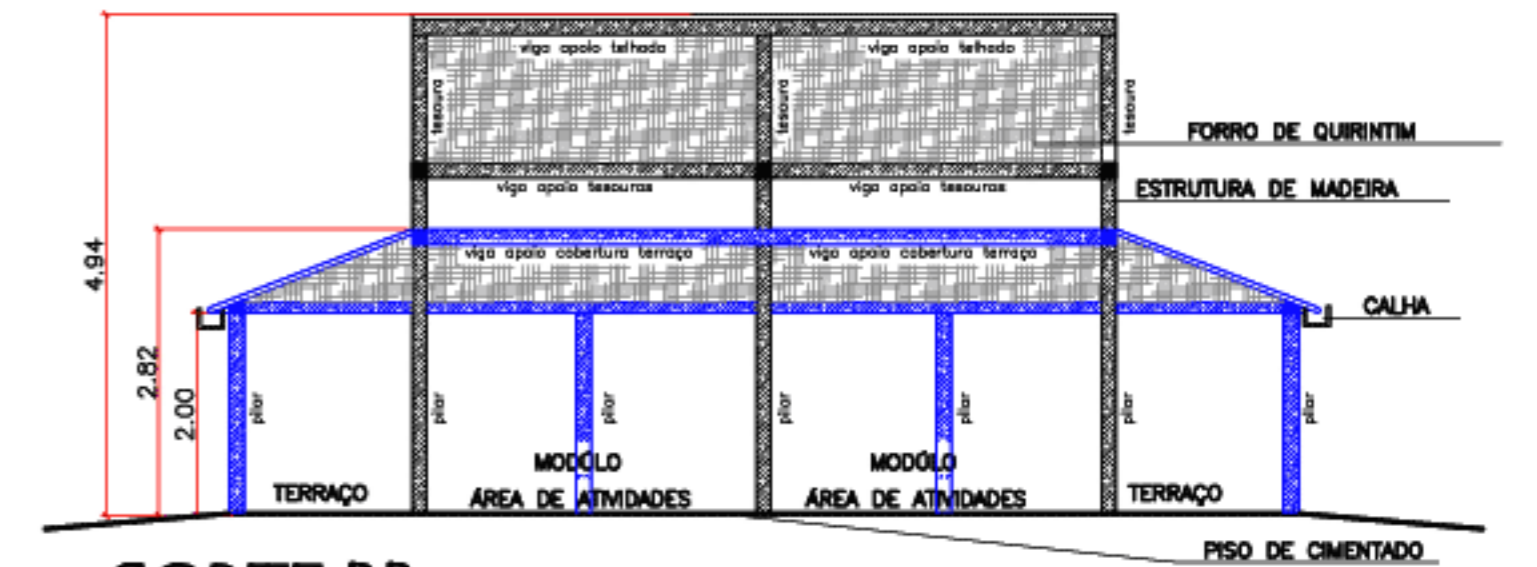 viga apoio telhado
viga apoio telhado
tesoura
tesoura
tesoura
FORRO DE QUIRINTIM
viga apoio tesouras
viga apoio tesouras
ESTRUTURA DE MADEIRA
4.94
viga apoio cobertura terraço
viga apoio cobertura terraço
CALHA
2.82
2.00
pilar
pilar
pilar
pilar
pilar
pilar
pilar
MODÚLO
MODÚLO
TERRAÇO
ÁREA DE ATIVIDADES
ÁREA DE ATIVIDADES
TERRAÇO
PISO DE CIMENTADO